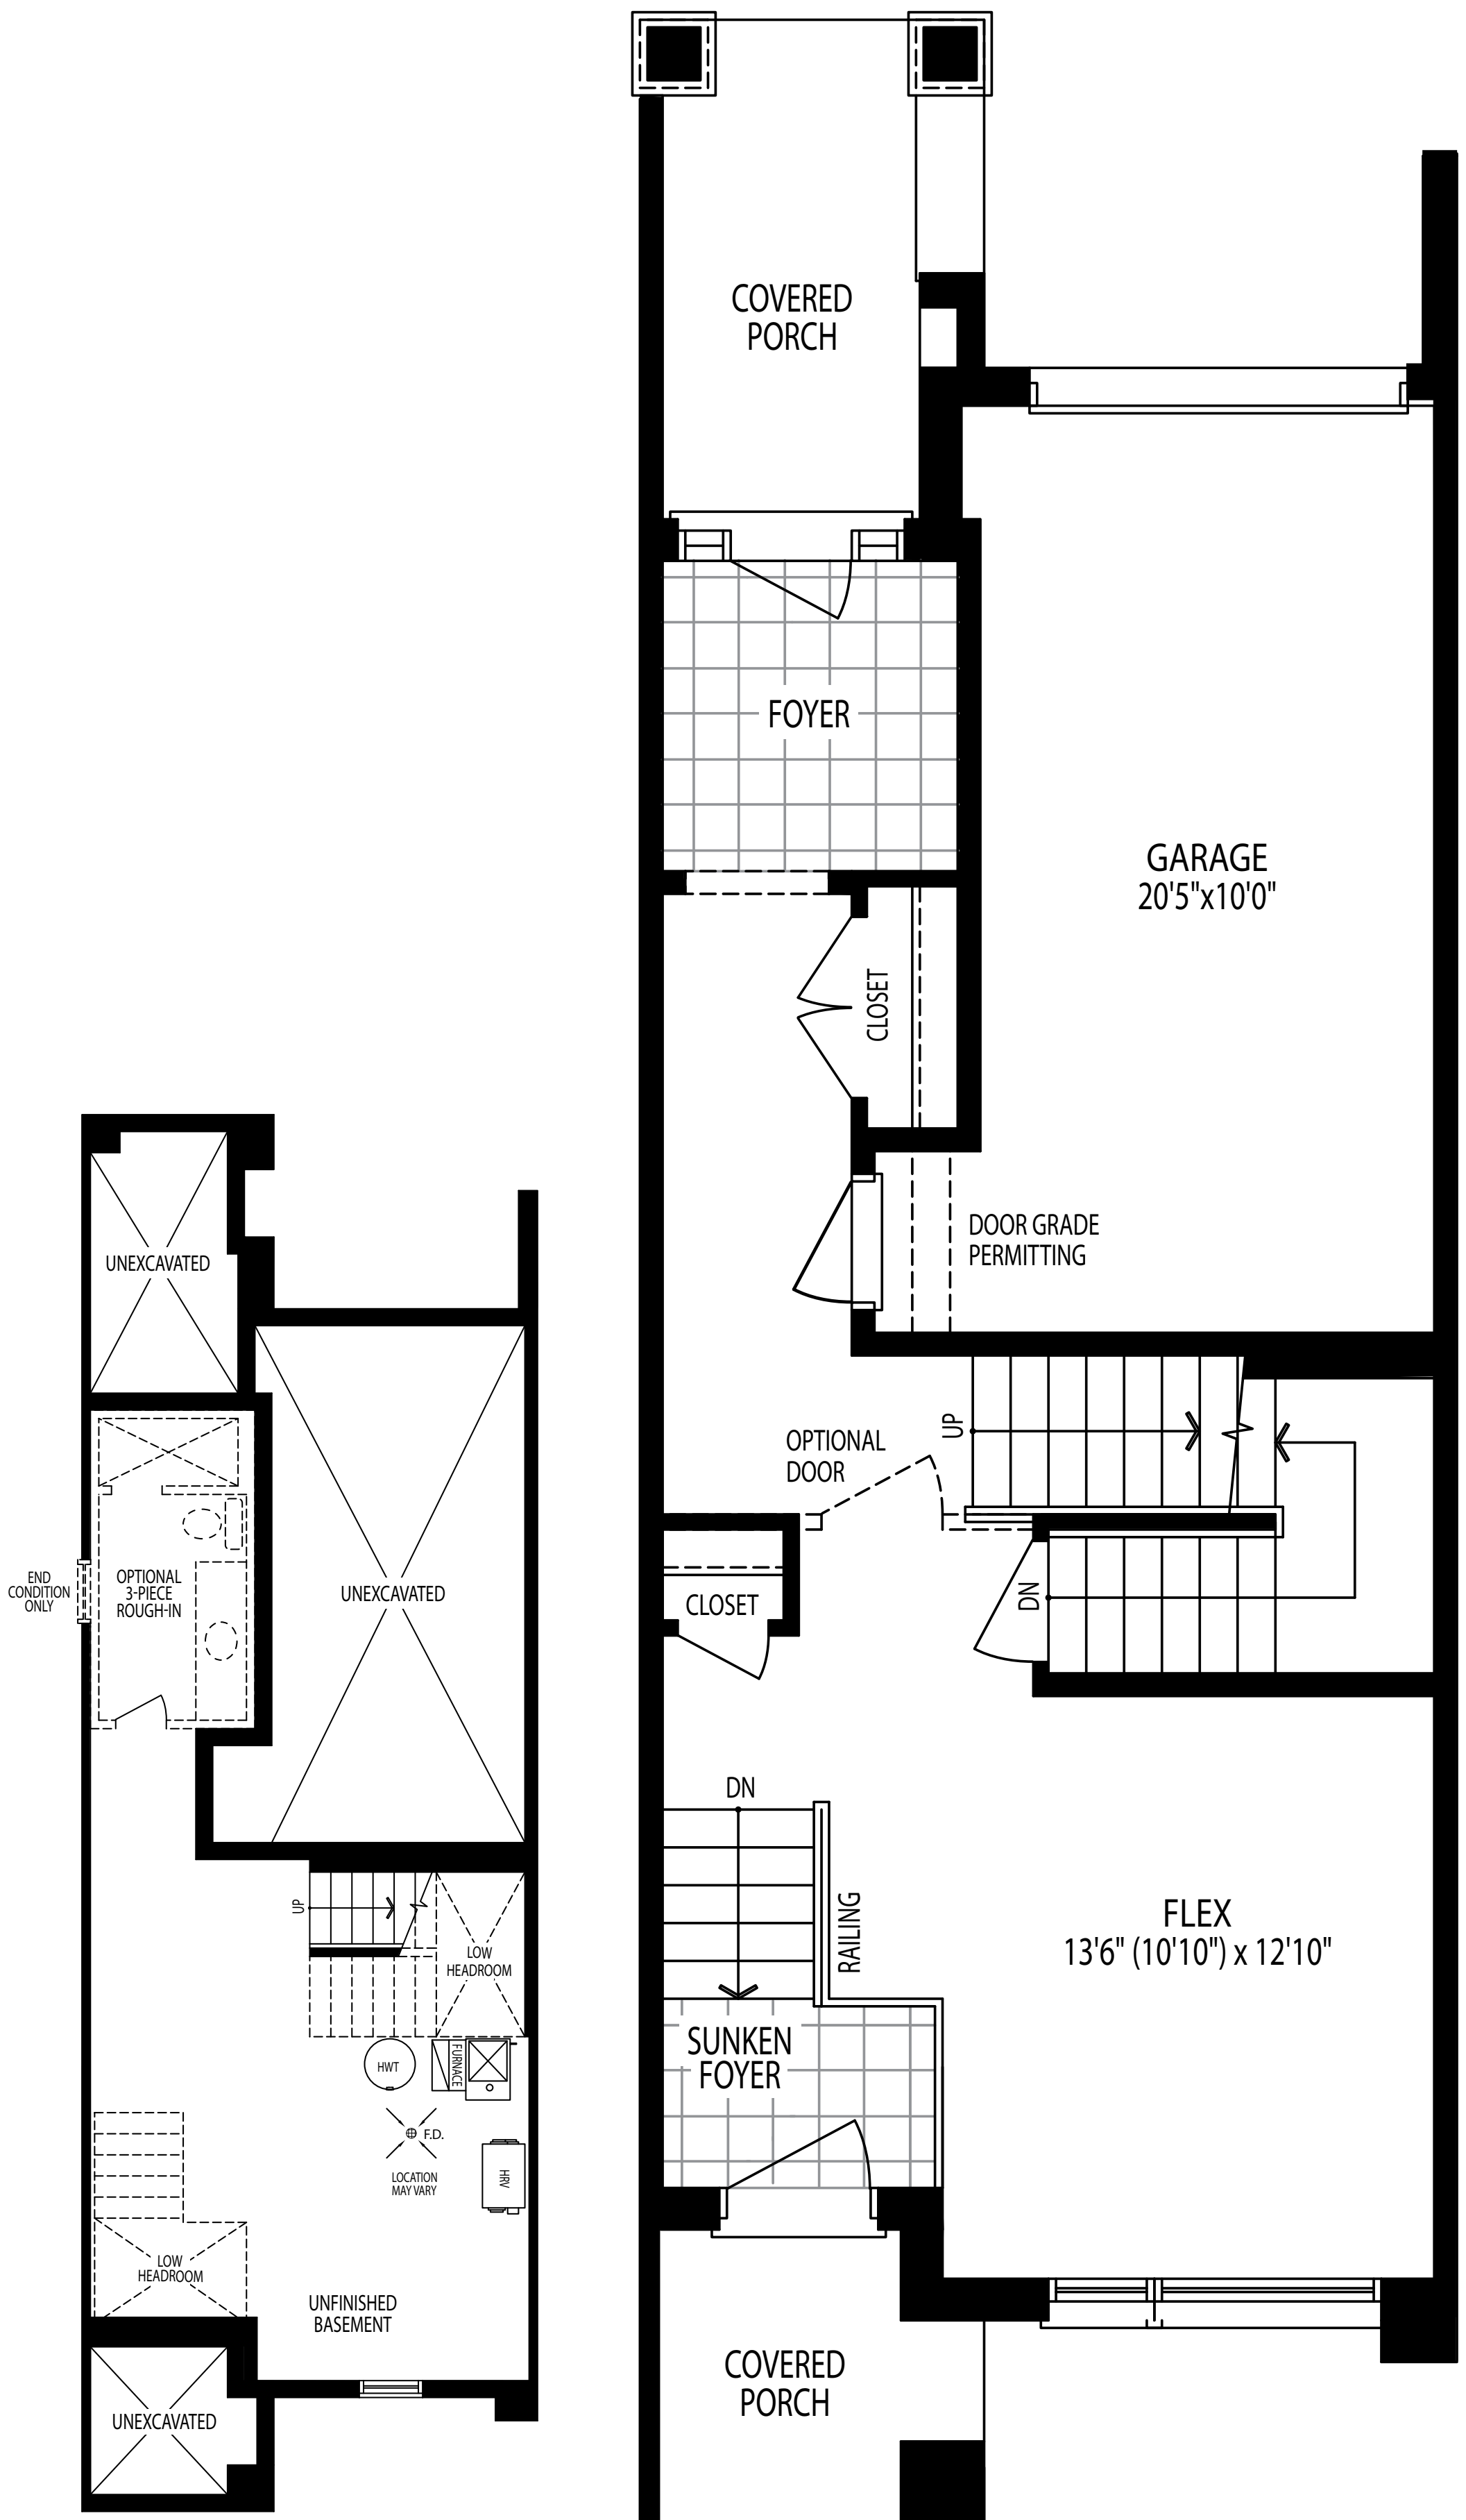 COVERED
PORCH
FOYER
GARAGE
20'5"x10'0"
CLOSET
DOOR GRADE
PERMITTING
UP
OPTIONAL
DOOR
DN
CLOSET
DN
RAILING
FLEX
13'6" (10'10") x 12'10"
SUNKEN
FOYER
COVERED
PORCH
UNEXCAVATED
END
CONDITION
ONLY
OPTIONAL
3-PIECE
ROUGH-IN
UNEXCAVATED
UP
LOW
HEADROOM
HWT
FURNACE
F.D.
LOCATION
MAY VARY
HRV
LOW
HEADROOM
UNFINISHED
BASEMENT
UNEXCAVATED